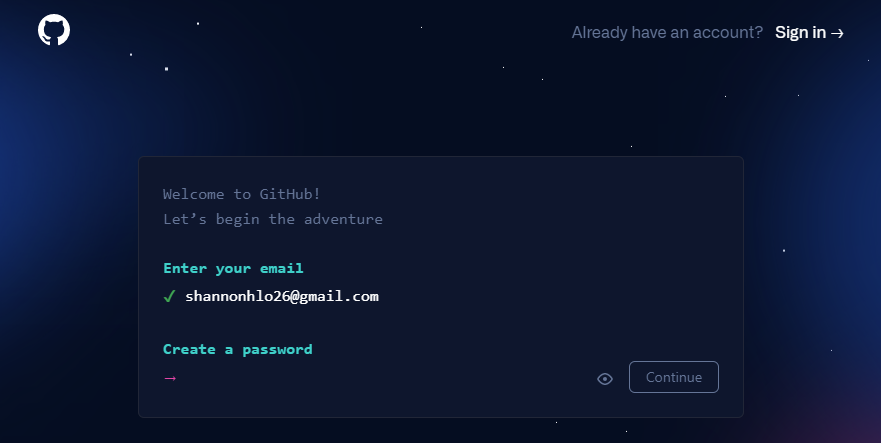 Already have an account? Sign in →
Welcome to GitHub!
Let’s begin the adventure
Enter your email
✓ shannonhlo26@gmail.com
Create a password
→
Continue